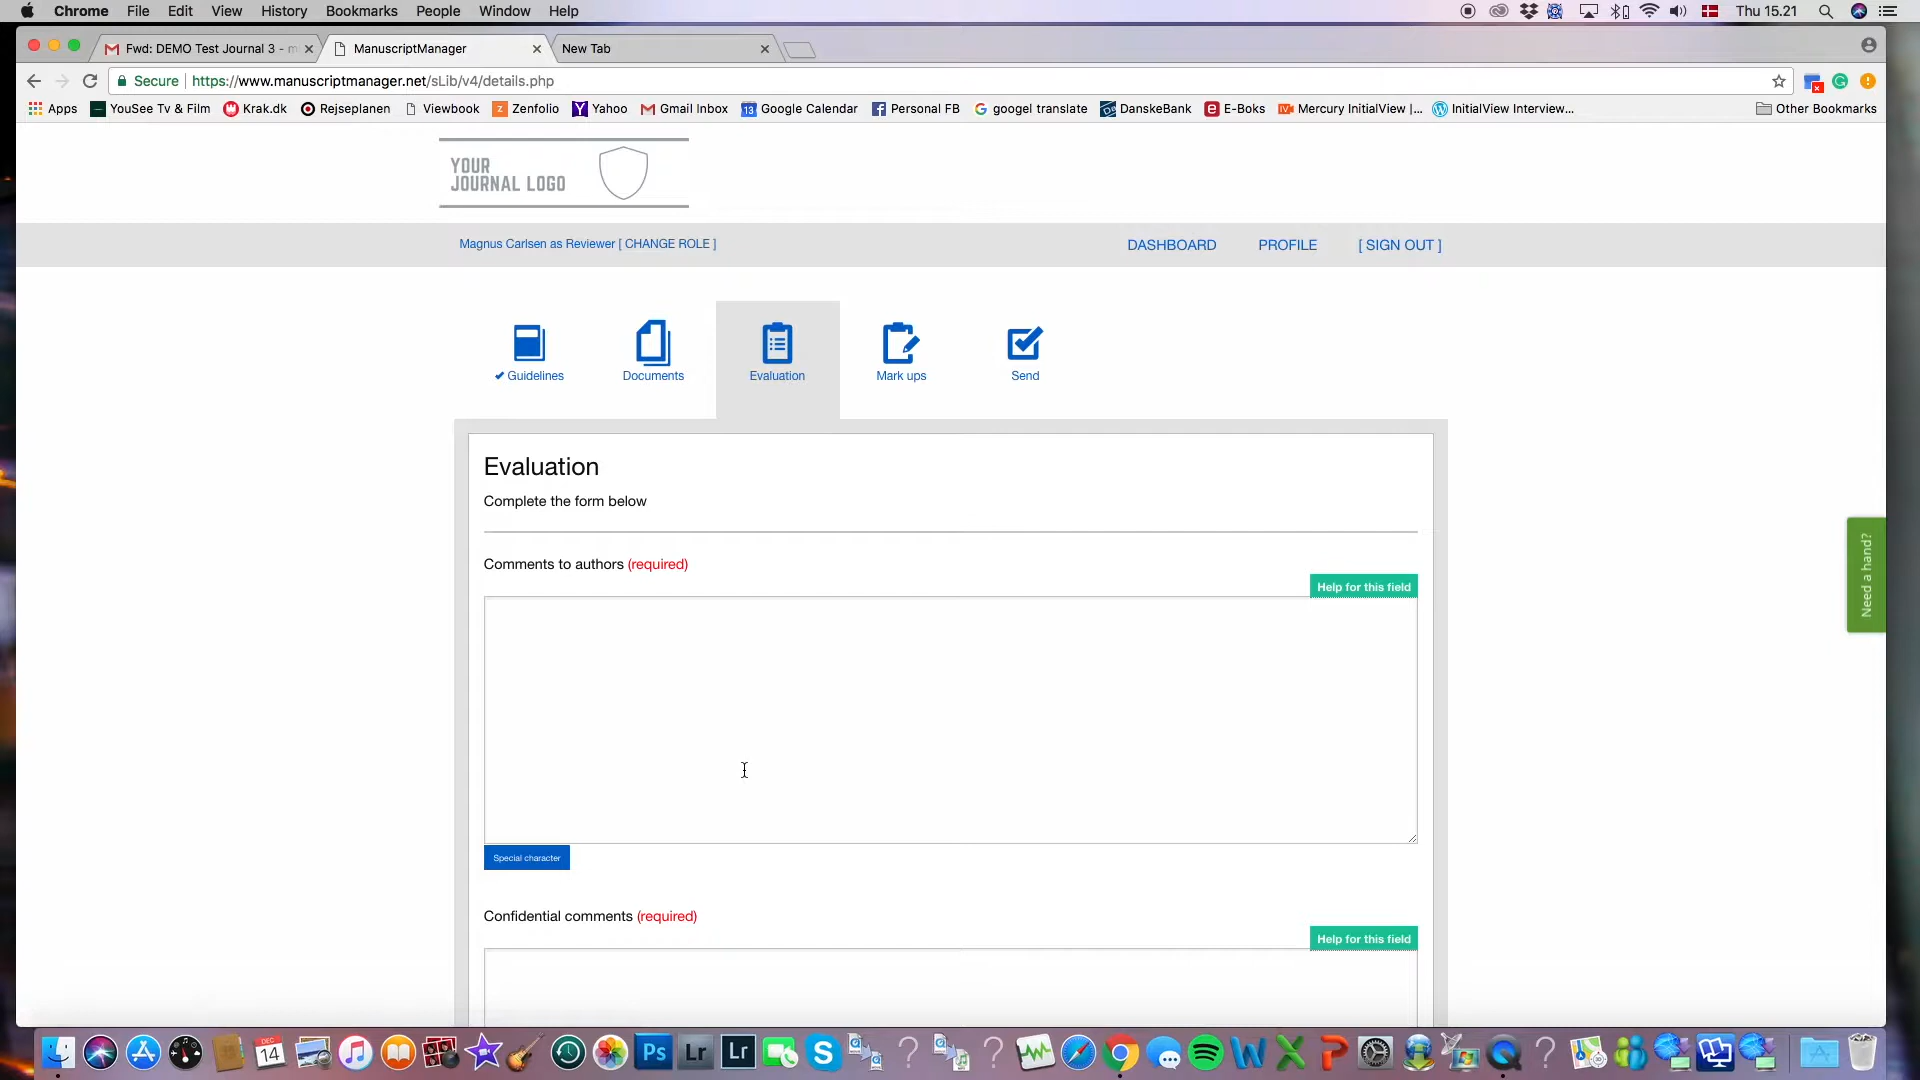 Chrome File Edit View History Bookmarks People Window Help Thu 15.21
Fwd: DEMO Test Journal 3 - m ManuscriptManager New Tab
Secure https://www.manuscriptmanager.net/sLib/v4/details.php
Apps YouSee Tv & Film Krak.dk Rejseplanen Viewbook Zenfolio Yahoo Gmail Inbox Google Calendar Personal FB googel translate DanskeBank E-Boks Mercury InitialView |... InitialView Interview... Other Bookmarks
YOUR
JOURNAL LOGO
Magnus Carlsen as Reviewer [ CHANGE ROLE ] DASHBOARD PROFILE [ SIGN OUT ]
Guidelines Documents Evaluation Mark ups Send
Evaluation
Complete the form below
Need a hand?
Comments to authors (required)
Help for this field
Special character
Confidential comments (required)
Help for this field
DEC
14
Ps Lr Lr